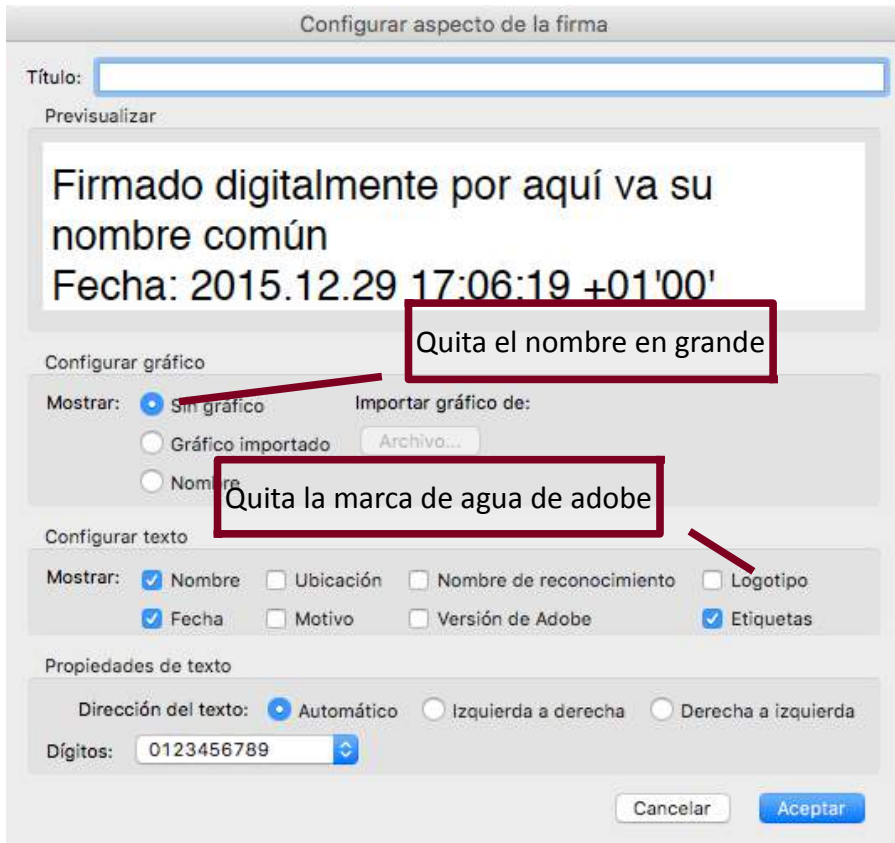 Configurar aspecto de la firma
Título:
Previsualizar
Firmado digitalmente por aquí va su
nombre común
Fecha: 2015.12.29 17:06:19 +01'00'
Quita el nombre en grande
Configurar gráfico
Mostrar: Sin gráfico Importar gráfico de:
Gráfico importado Archivo...
Nombre
Quita la marca de agua de adobe
Configurar texto
Mostrar: Nombre Ubicación Nombre de reconocimiento Logotipo
Fecha Motivo Versión de Adobe Etiquetas
Propiedades de texto
Dirección del texto: Automático Izquierda a derecha Derecha a izquierda
Dígitos: 0123456789
Cancelar Aceptar